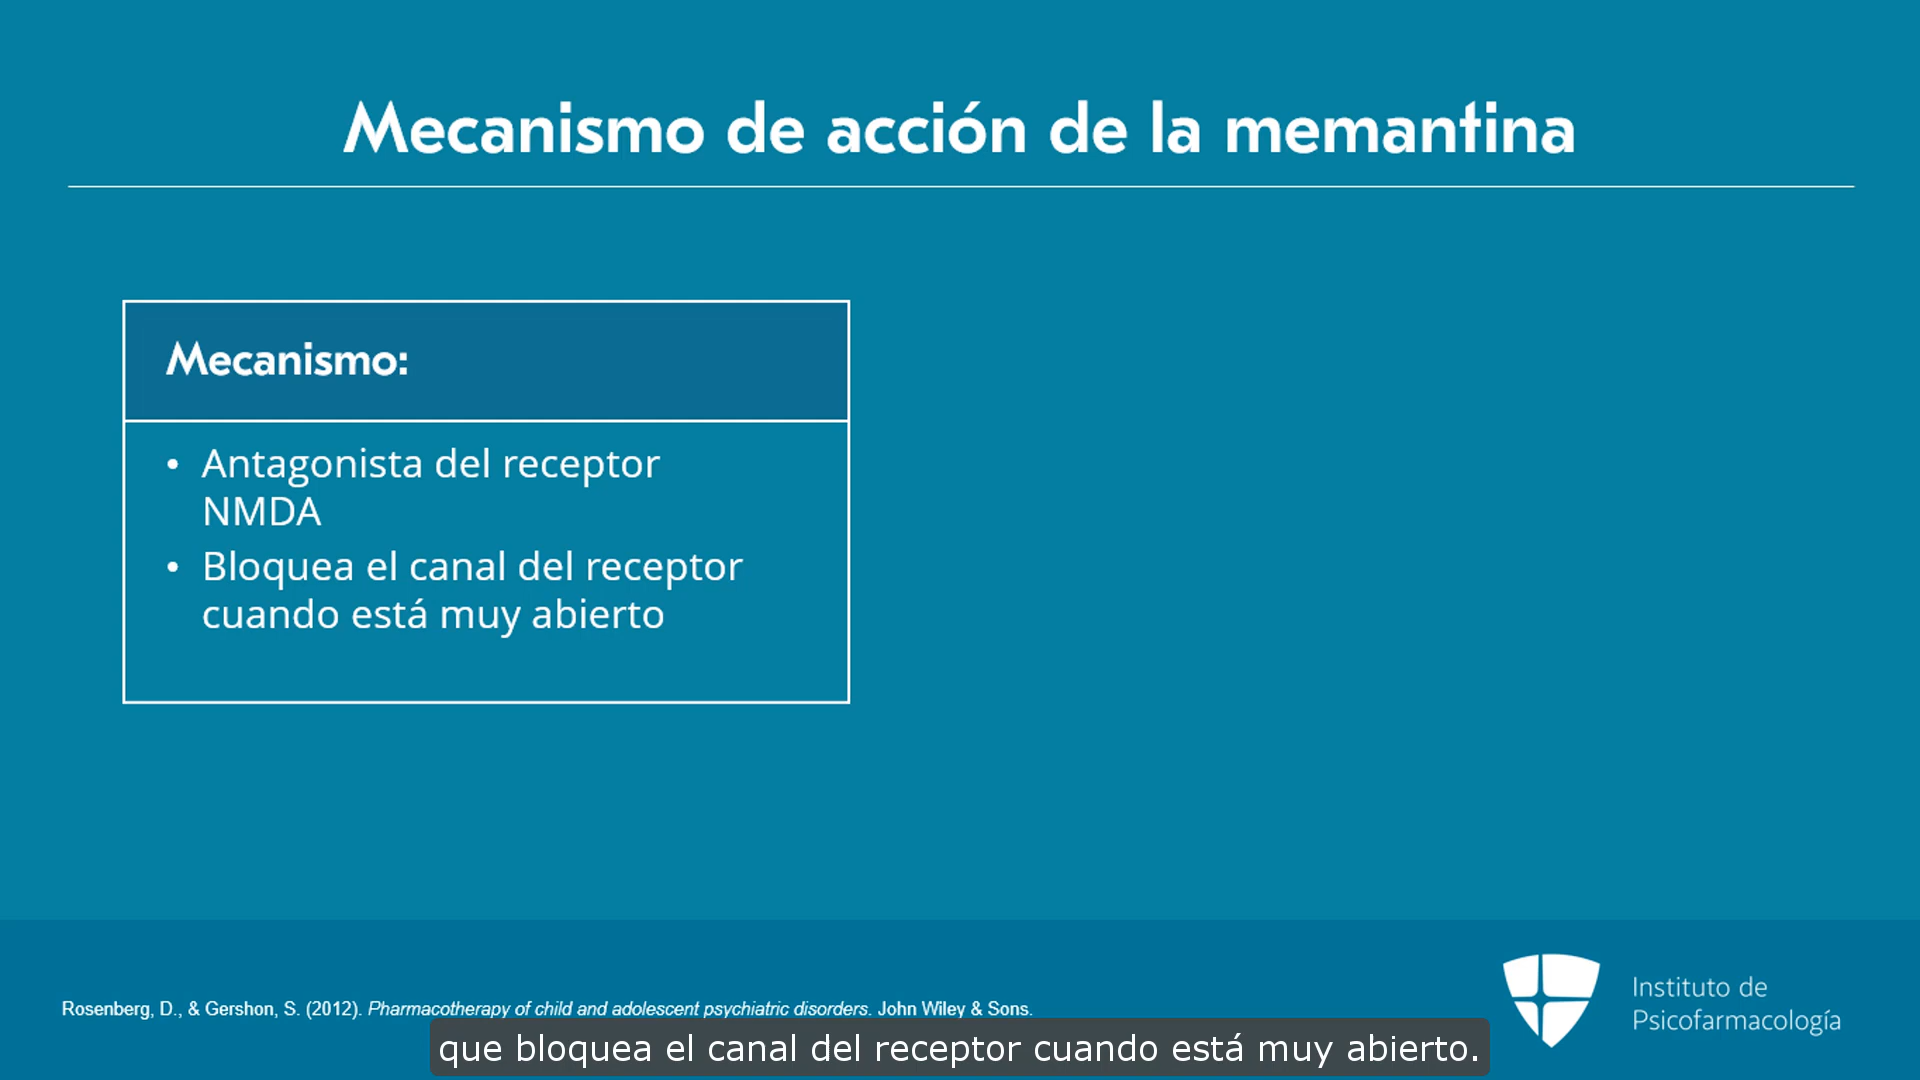 Mecanismo de acción de la memantina
Mecanismo:
• Antagonista del receptor
NMDA
• Bloquea el canal del receptor
cuando está muy abierto
Rosenberg, D., & Gershon, S. (2012). Pharmacotherapy of child and adolescent psychiatric disorders. John Wiley & Sons.
Instituto de
Psicofarmacología
que bloquea el canal del receptor cuando está muy abierto.